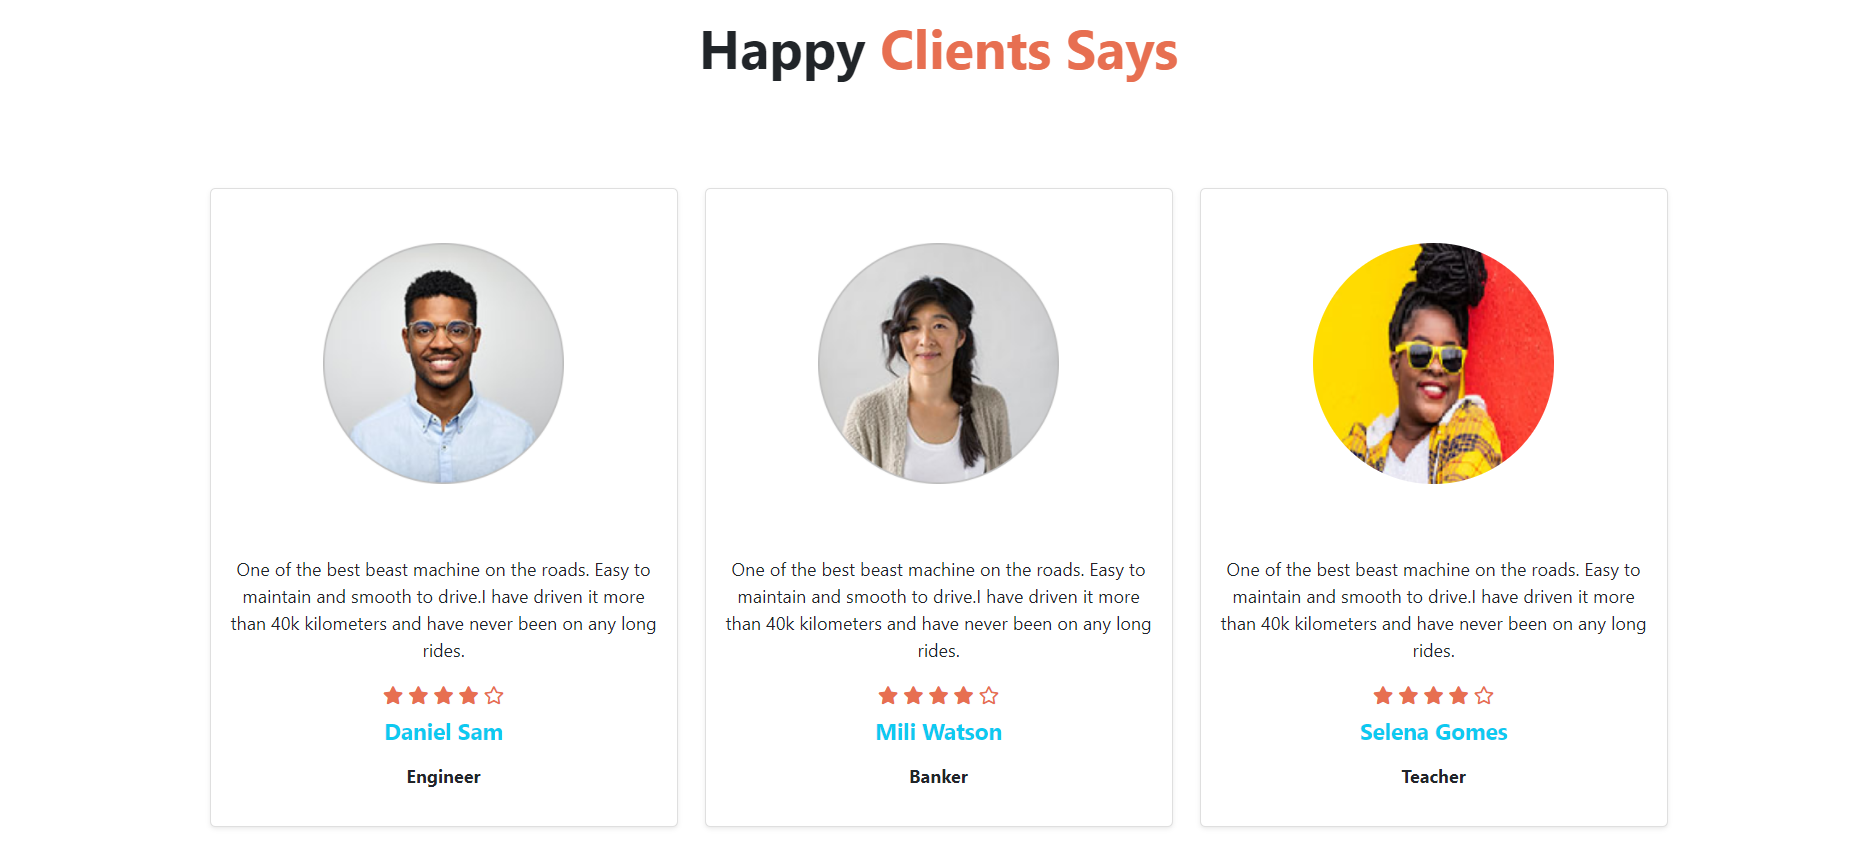 Happy Clients Says
One of the best beast machine on the roads. Easy to
maintain and smooth to drive.I have driven it more
than 40k kilometers and have never been on any long
rides.
Daniel Sam
Engineer
One of the best beast machine on the roads. Easy to
maintain and smooth to drive.I have driven it more
than 40k kilometers and have never been on any long
rides.
Mili Watson
Banker
One of the best beast machine on the roads. Easy to
maintain and smooth to drive.I have driven it more
than 40k kilometers and have never been on any long
rides.
Selena Gomes
Teacher